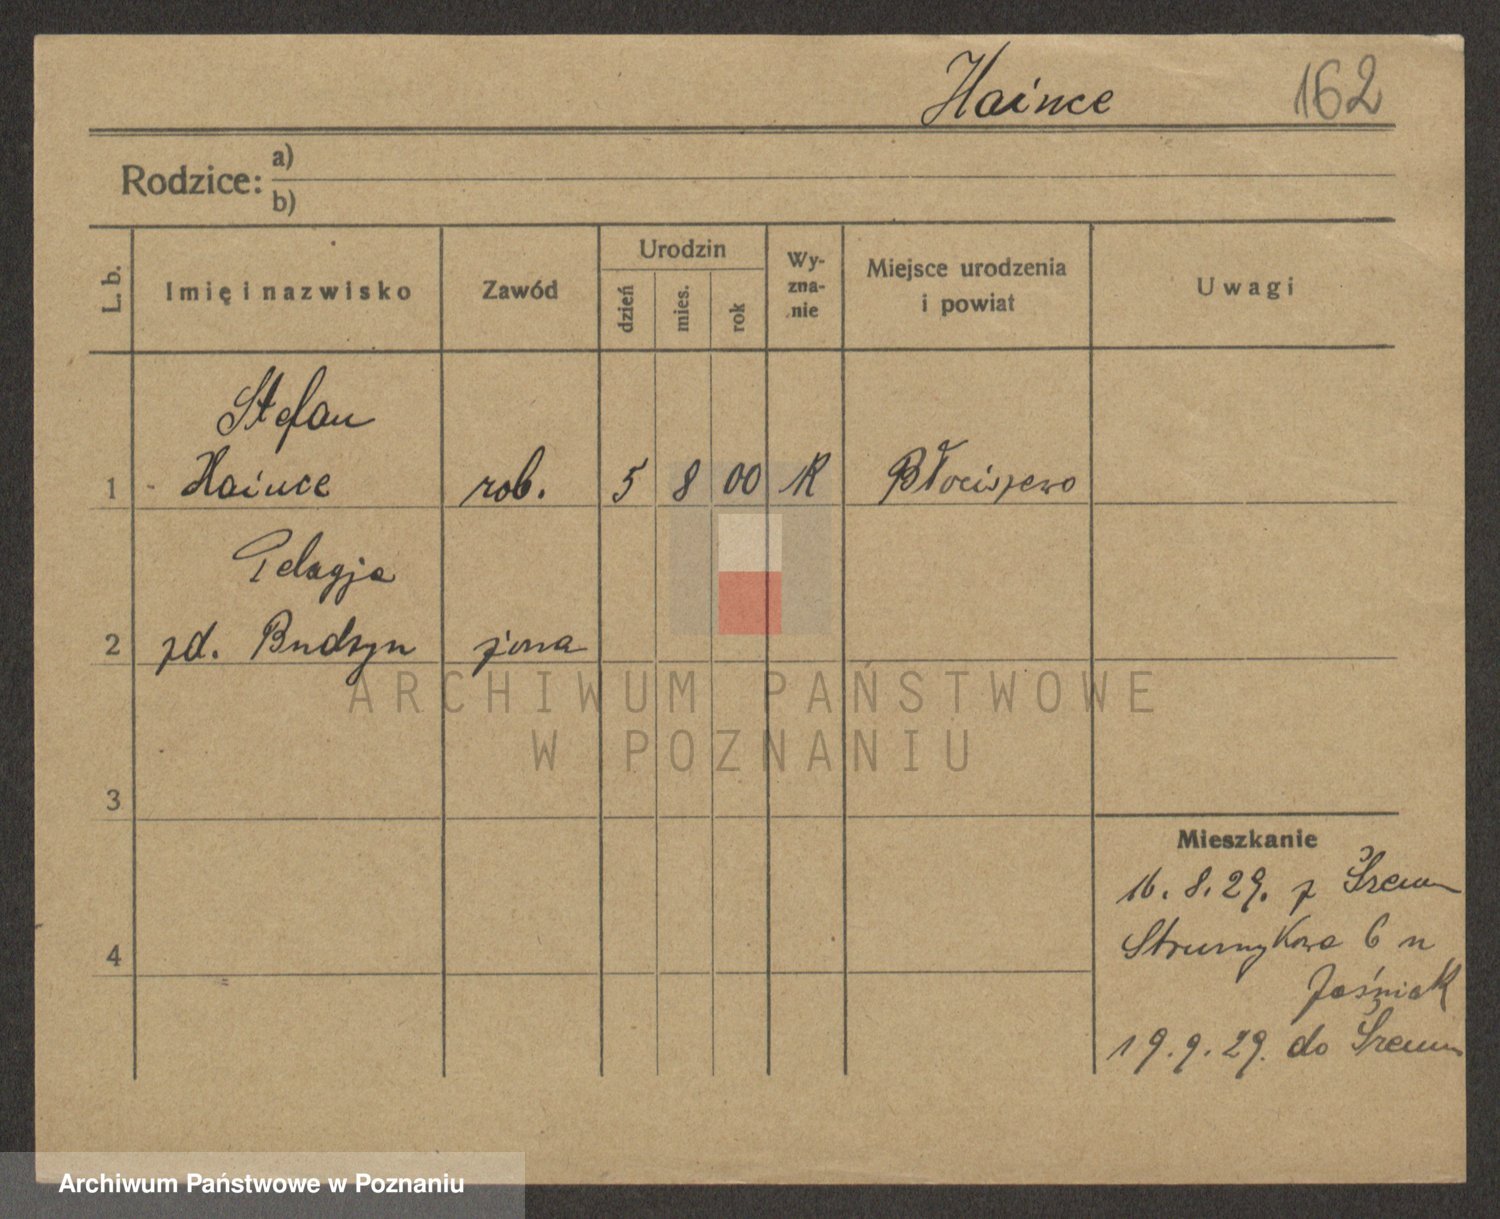 Haince 162
Rodzice: a)
b)
L. b. Imię i nazwisko Zawód Urodzin dzień mies. rok Wy-zna-nie Miejsce urodzenia i powiat Uwagi
Stefan
1 Haince rob. 5 8 00 K Błociszewo
Pelagja
2 zd. Budzyn żona
ARCHIWUM PAŃSTWOWE
W POZNANIU
3
Mieszkanie
16.8.29. z Śrem
Strumykowa 6 u
4
Jaśniak
19.9.29. do Śrem
Archiwum Państwowe w Poznaniu